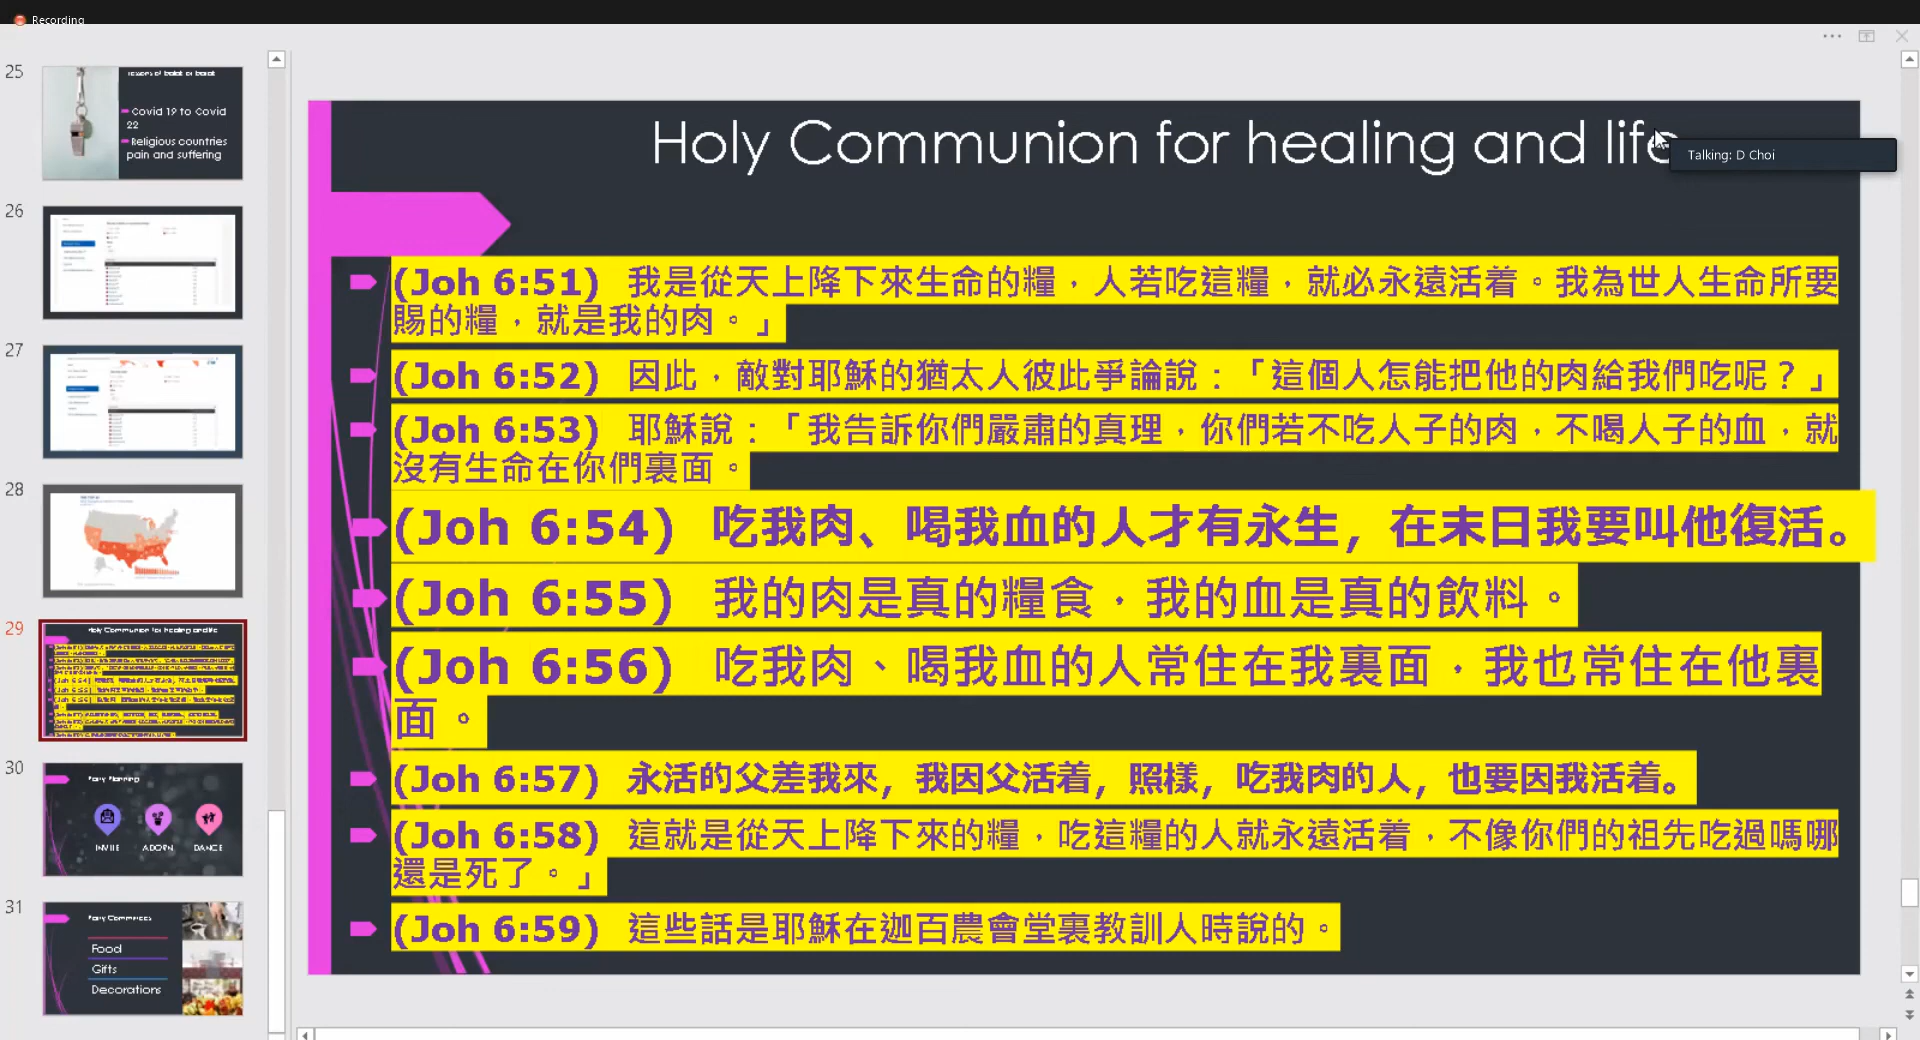 Recording
25
lessons of balak or barak
Covid 19 to Covid
22
Religious countries
pain and suffering
26
27
28
29
Holy Communion for healing and life
30
Party Planning
INVITE
ADORN
DANCE
31
Food
Gifts
Decorations
Holy Communion for healing and life
Talking: D Choi
(Joh 6:51) 我是從天上降下來生命的糧，人若吃這糧，就必永遠活着。我為世人生命所要
賜的糧，就是我的肉。」
(Joh 6:52) 因此，敵對耶穌的猶太人彼此爭論說：「這個人怎能把他的肉給我們吃呢？」
(Joh 6:53) 耶穌說：「我告訴你們嚴肅的真理，你們若不吃人子的肉，不喝人子的血，就
沒有生命在你們裏面。
(Joh 6:54) 吃我肉、喝我血的人才有永生，在末日我要叫他復活。
(Joh 6:55) 我的肉是真的糧食，我的血是真的飲料。
(Joh 6:56) 吃我肉、喝我血的人常住在我裏面，我也常住在他裏
面。
(Joh 6:57) 永活的父差我來，我因父活着，照樣，吃我肉的人，也要因我活着。
(Joh 6:58) 這就是從天上降下來的糧，吃這糧的人就永遠活着，不像你們的祖先吃過嗎哪
還是死了。」
(Joh 6:59) 這些話是耶穌在迦百農會堂裏教訓人時說的。